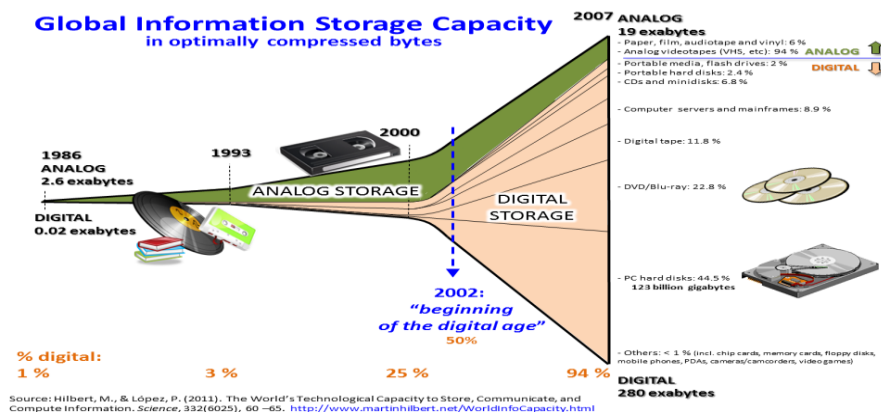 Global Information Storage Capacity
in optimally compressed bytes
2007 ANALOG
19 exabytes
- Paper, film, audiotape and vinyl: 6 %
- Analog videotapes (VHS, etc): 94 %
ANALOG
- Portable media, flash drives: 2 %
DIGITAL
- Portable hard disks: 2.4 %
- CDs and minidisks: 6.8 %
- Computer servers and mainframes: 8.9 %
- Digital tape: 11.8 %
- DVD/Blu-ray: 22.8 %
- PC hard disks: 44.5 %
123 billion gigabytes
- Others: < 1 % (incl. chip cards, memory cards, floppy disks,
mobile phones, PDAs, cameras/camcorders, video games)
DIGITAL
280 exabytes
1986
ANALOG
2.6 exabytes
DIGITAL
0.02 exabytes
1993
2000
ANALOG STORAGE
DIGITAL
STORAGE
2002:
"beginning
of the digital age"
50%
% digital:
1 %
3 %
25 %
94 %
Source: Hilbert, M., & López, P. (2011). The World's Technological Capacity to Store, Communicate, and
Compute Information. Science, 332(6025), 60 –65. http://www.martinhilbert.net/WorldInfoCapacity.html